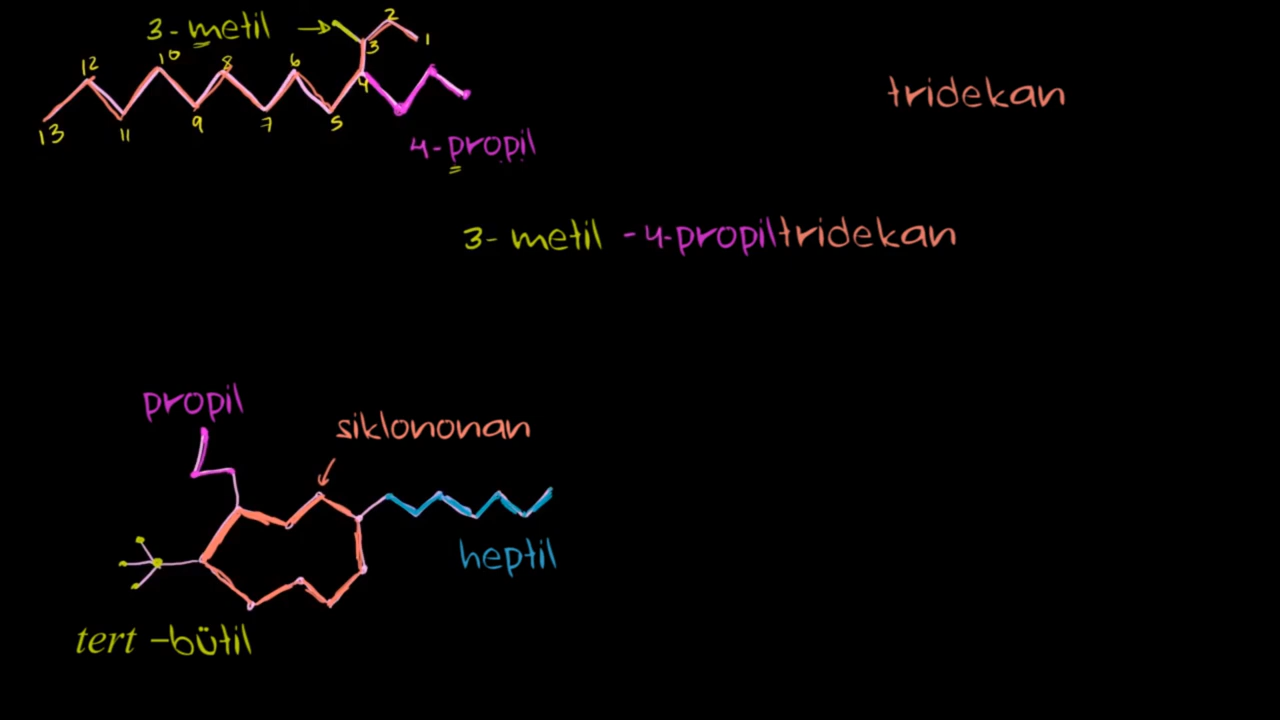 3-metil
2
1
3
12
10
8
6
4
13
11
9
7
5
tridekan
4-propil
3-metil-4-propiltridekan
propil
siklononan
heptil
tert-bütil